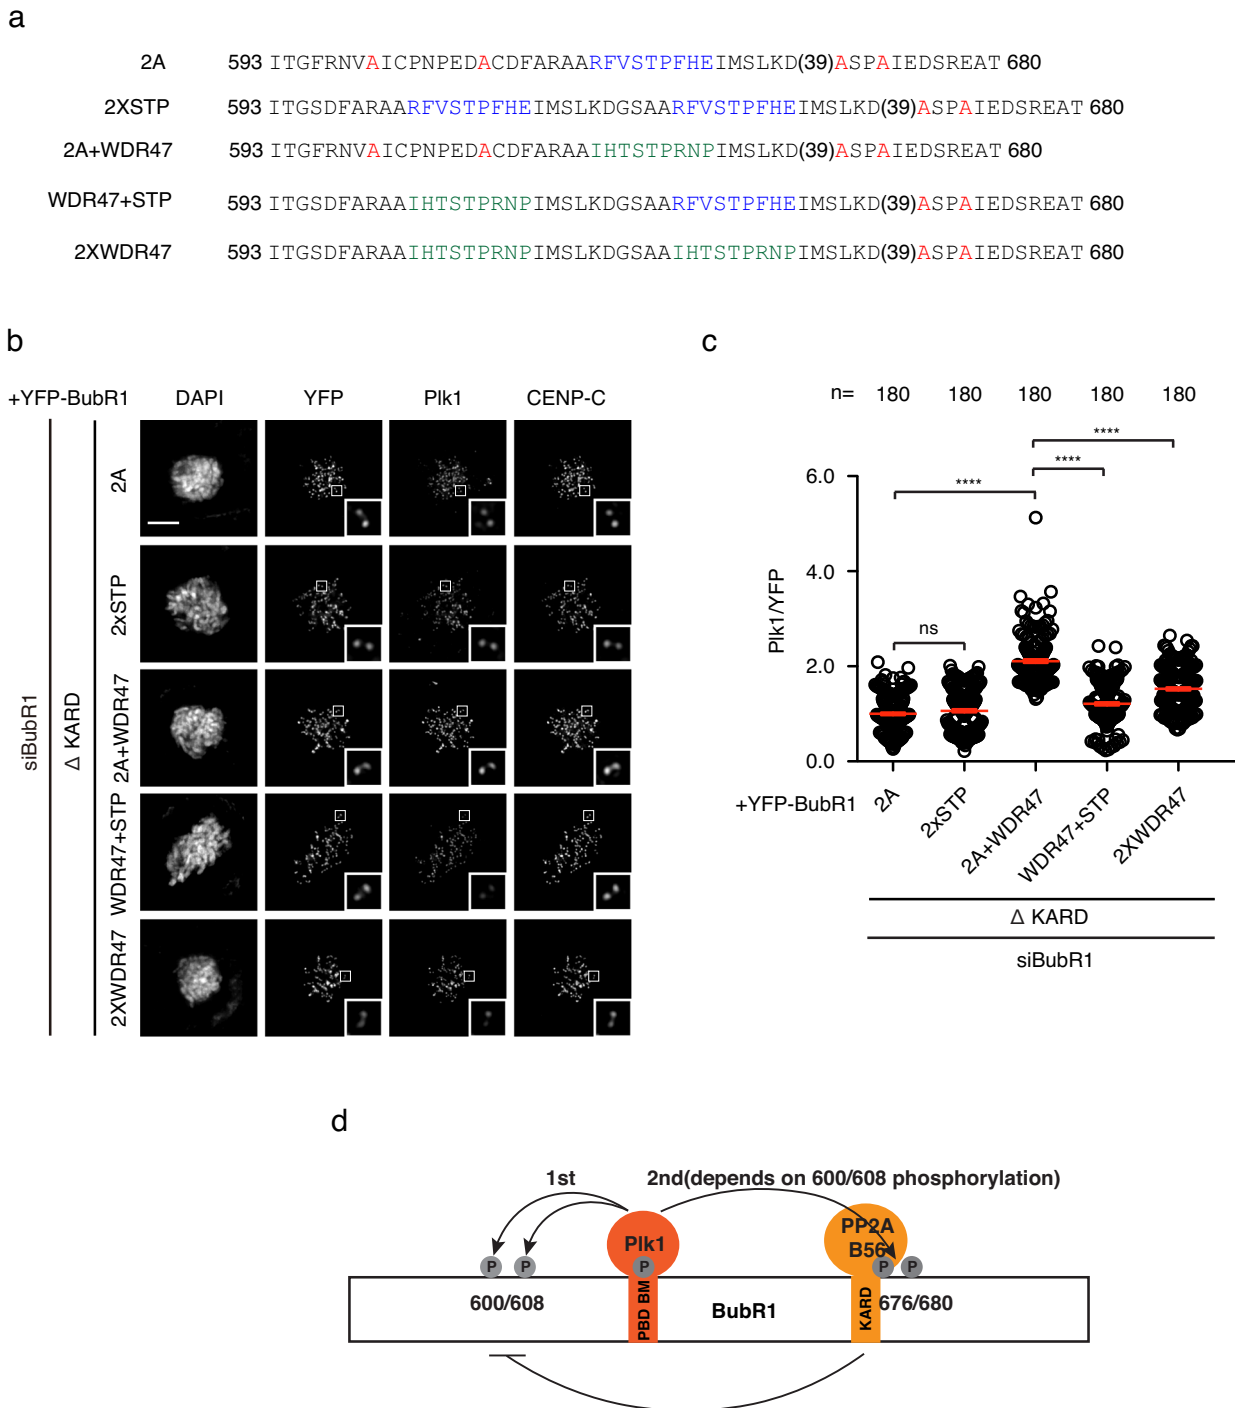 a
2A 593 ITGFRNVAICPNPEDACDFARAARFVSTPFHEIMSLKD(39)ASPAIEDSREAT 680
2XSTP 593 ITGSDFARAARFVSTPFHEIMSLKDGSAARFVSTPFHEIMSLKD(39)ASPAIEDSREAT 680
2A+WDR47 593 ITGFRNVAICPNPEDACDFARAAIHTSTPRNPIMSLKD(39)ASPAIEDSREAT 680
WDR47+STP 593 ITGSDFARAAIHTSTPRNPIMSLKDGSAARFVSTPFHEIMSLKD(39)ASPAIEDSREAT 680
2XWDR47 593 ITGSDFARAAIHTSTPRNPIMSLKDGSAAIHTSTPRNPIMSLKD(39)ASPAIEDSREAT 680
b
+YFP-BubR1 DAPI YFP Plk1 CENP-C
siBubR1
Δ KARD
2A
2xSTP
2A+WDR47
WDR47+STP
2XWDR47
c
n= 180 180 180 180 180
****
****
****
ns
6.0
4.0
2.0
0.0
Plk1/YFP
+YFP-BubR1 2A 2xSTP 2A+WDR47 WDR47+STP 2XWDR47
Δ KARD
siBubR1
d
1st 2nd(depends on 600/608 phosphorylation)
Plk1
PP2A
B56
P P P P P
600/608 PBD BM BubR1 KARD 676/680